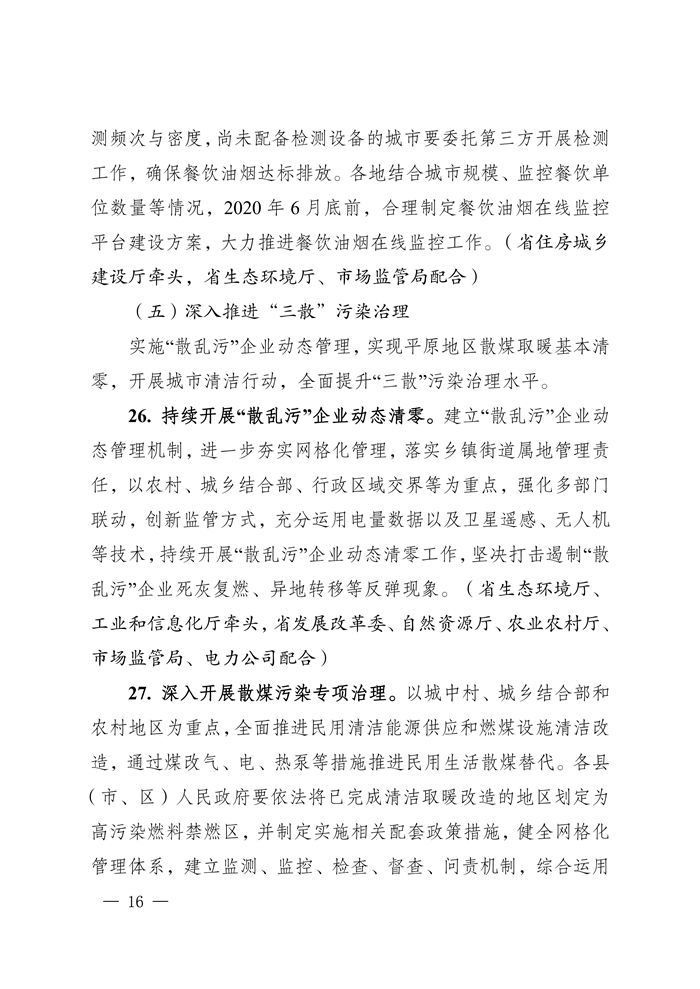 测频次与密度，尚未配备检测设备的城市要委托第三方开展检测
工作，确保餐饮油烟达标排放。各地结合城市规模、监控餐饮单
位数量等情况，2020 年 6 月底前，合理制定餐饮油烟在线监控
平台建设方案，大力推进餐饮油烟在线监控工作。（省住房城乡
建设厅牵头，省生态环境厅、市场监管局配合）
（五）深入推进“三散”污染治理
实施“散乱污”企业动态管理，实现平原地区散煤取暖基本清
零，开展城市清洁行动，全面提升“三散”污染治理水平。
26. 持续开展“散乱污”企业动态清零。建立“散乱污”企业动
态管理机制，进一步夯实网格化管理，落实乡镇街道属地管理责
任，以农村、城乡结合部、行政区域交界等为重点，强化多部门
联动，创新监管方式，充分运用电量数据以及卫星遥感、无人机
等技术，持续开展“散乱污”企业动态清零工作，坚决打击遏制“散
乱污”企业死灰复燃、异地转移等反弹现象。（省生态环境厅、
工业和信息化厅牵头，省发展改革委、自然资源厅、农业农村厅、
市场监管局、电力公司配合）
27. 深入开展散煤污染专项治理。以城中村、城乡结合部和
农村地区为重点，全面推进民用清洁能源供应和燃煤设施清洁改
造，通过煤改气、电、热泵等措施推进民用生活散煤替代。各县
（市、区）人民政府要依法将已完成清洁取暖改造的地区划定为
高污染燃料禁燃区，并制定实施相关配套政策措施，健全网格化
管理体系，建立监测、监控、检查、督查、问责机制，综合运用
— 16 —